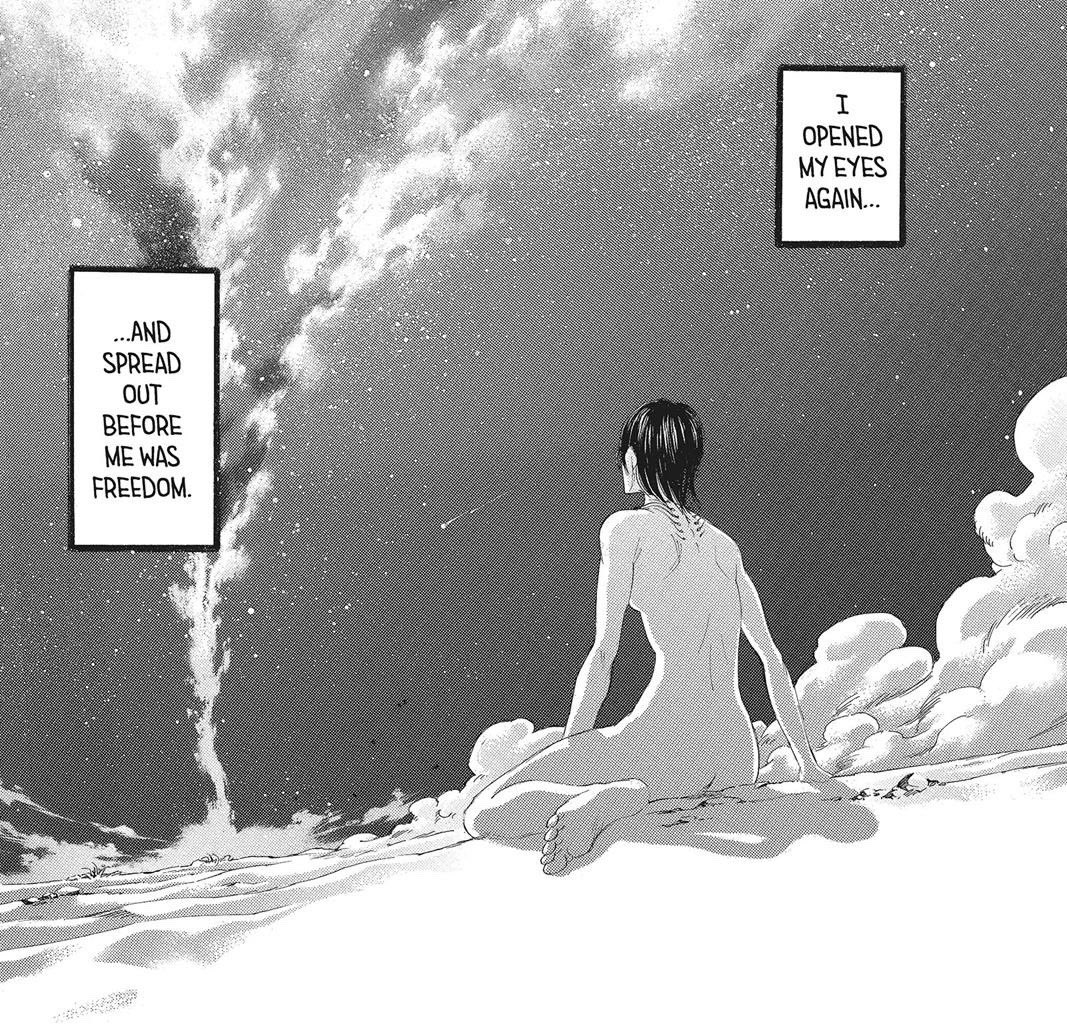 I
OPENED
MY EYES
AGAIN...
...AND
SPREAD
OUT
BEFORE
ME WAS
FREEDOM.